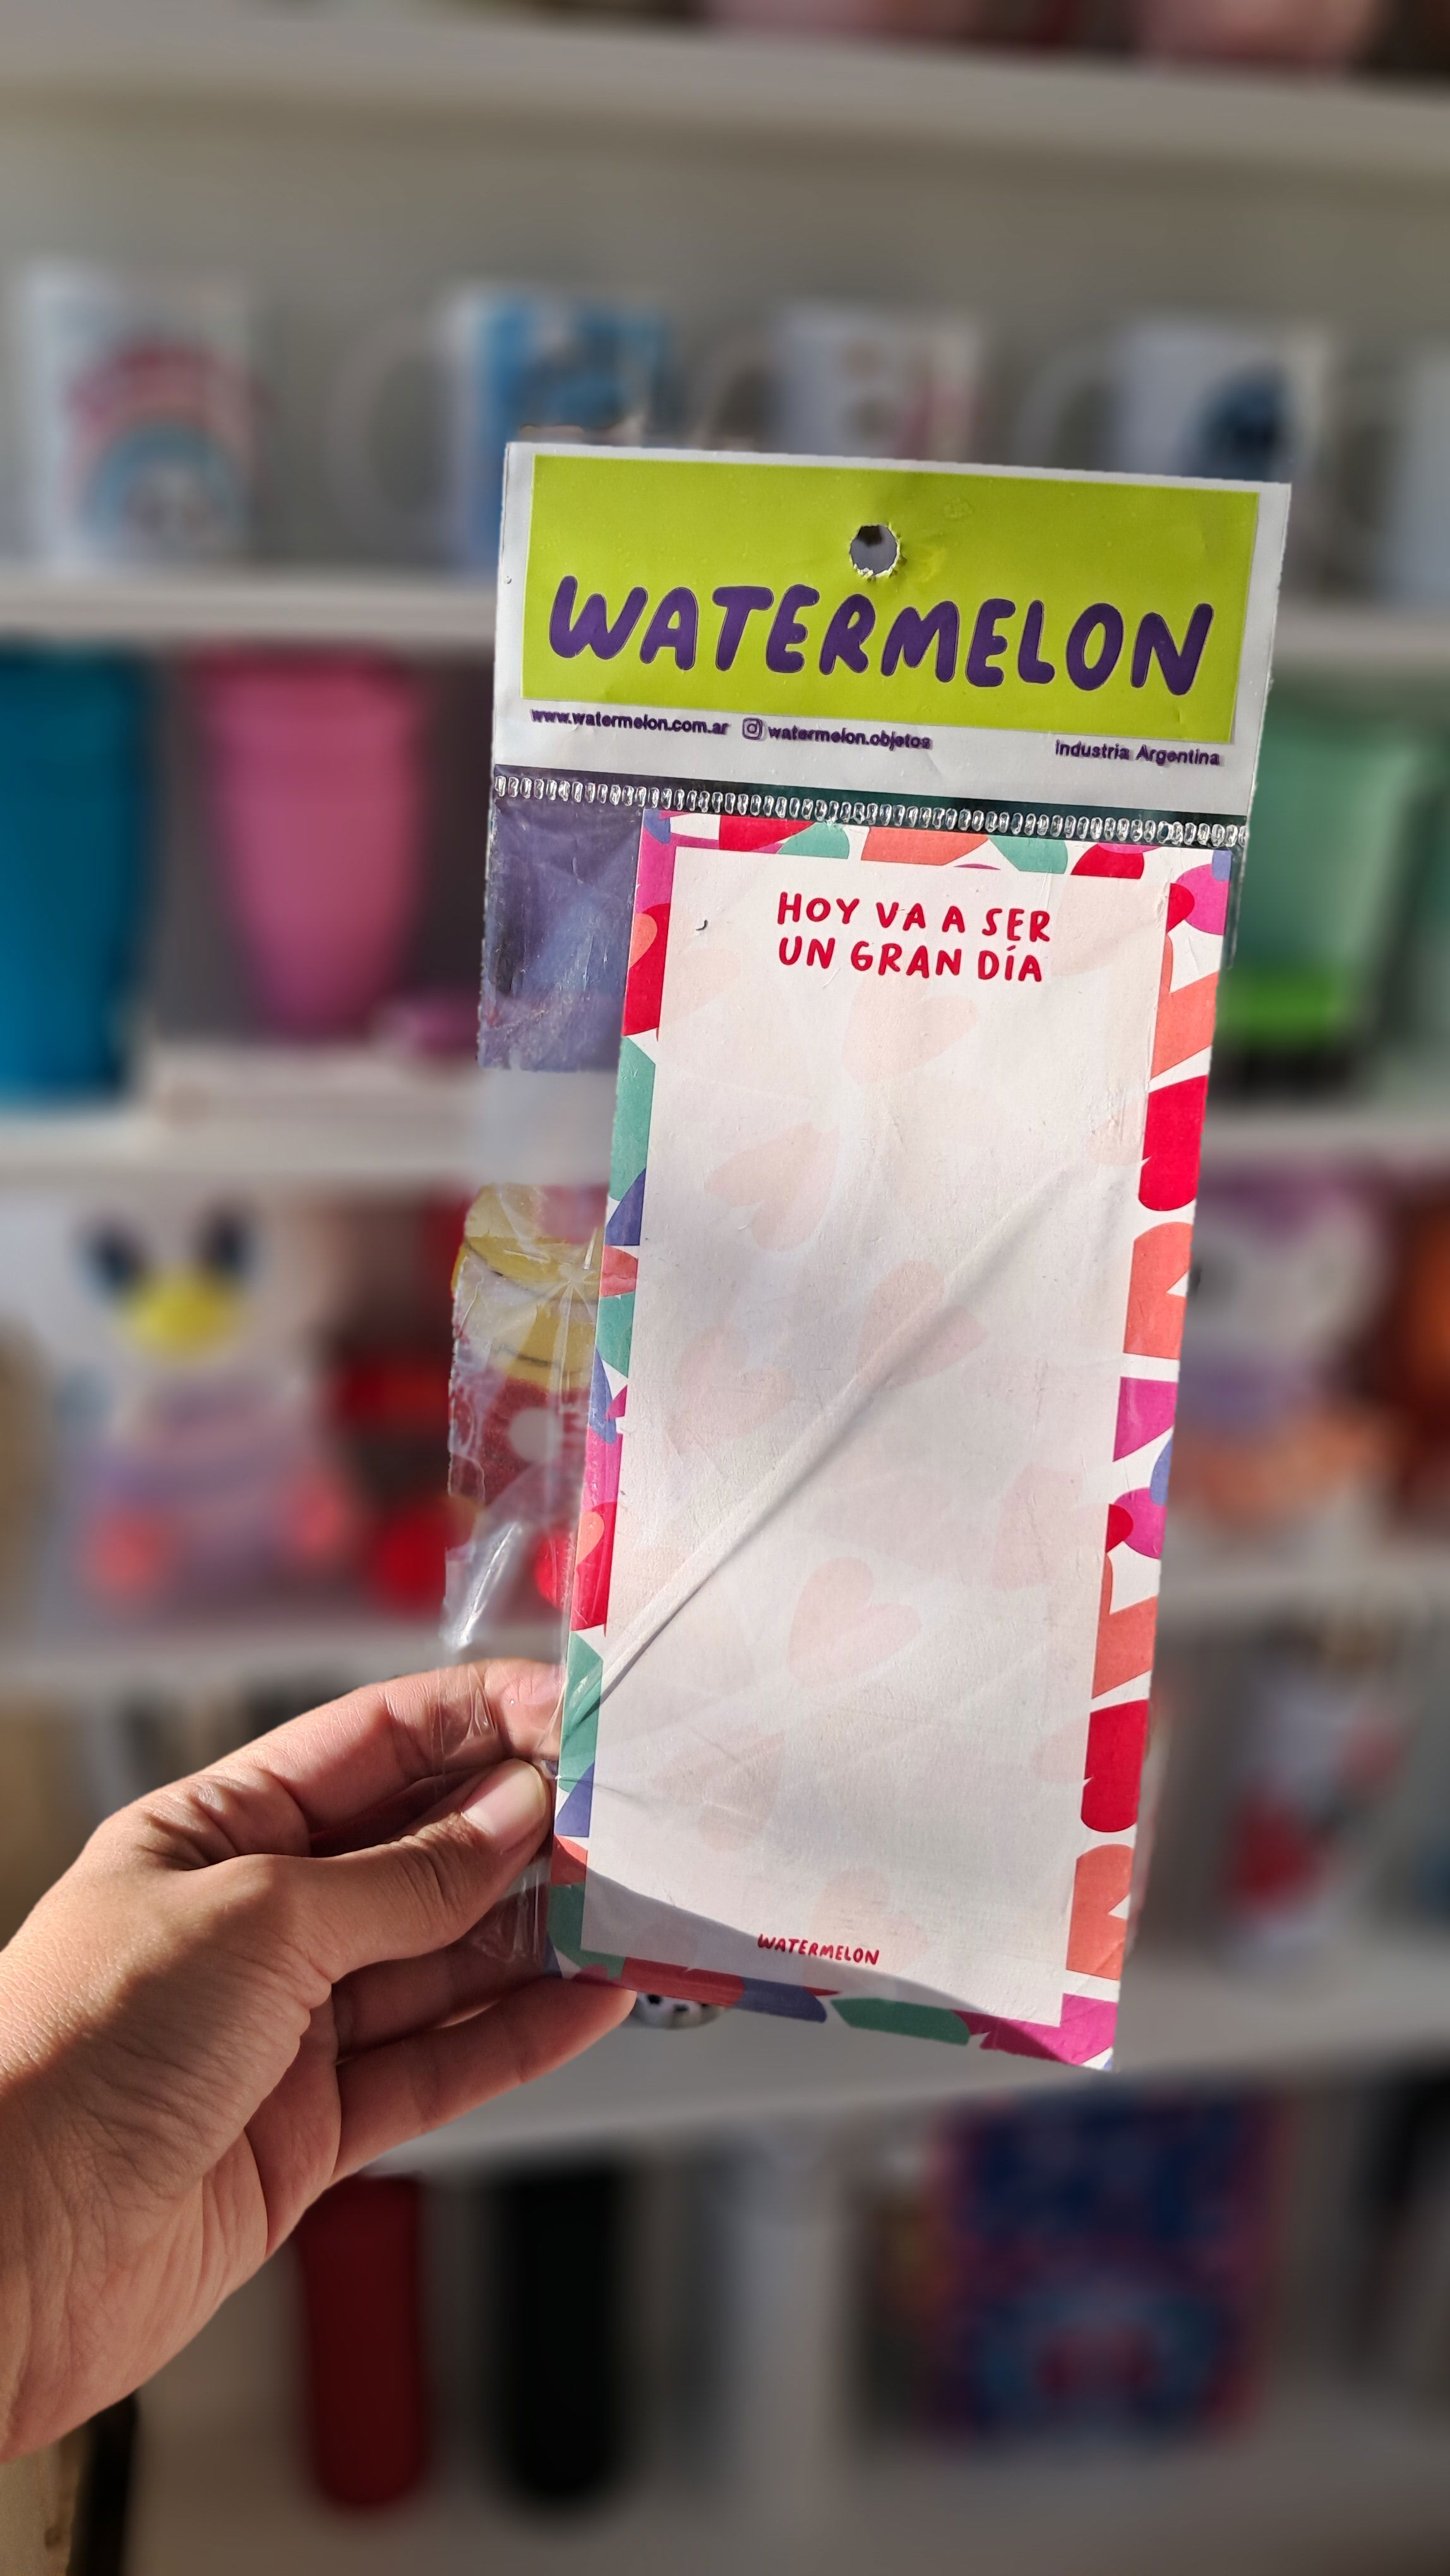 WATERMELON
www.watermelon.com.ar watermelon.objetos Industria Argentina
HOY VA A SER
UN GRAN DÍA
WATERMELON